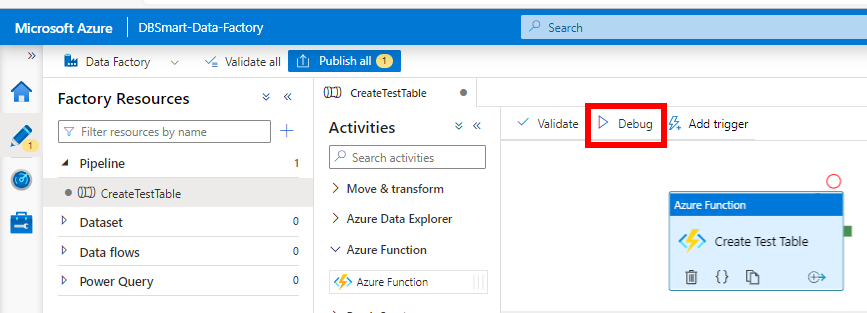 Microsoft Azure DBSmart-Data-Factory Search
» Data Factory Validate all Publish all 1
Factory Resources
Filter resources by name
1
Pipeline 1
CreateTestTable
Dataset 0
Data flows 0
Power Query 0
CreateTestTable
Activities
Search activities
Move & transform
Azure Data Explorer
Azure Function
Azure Function
Validate Debug Add trigger
Azure Function
Create Test Table
{}